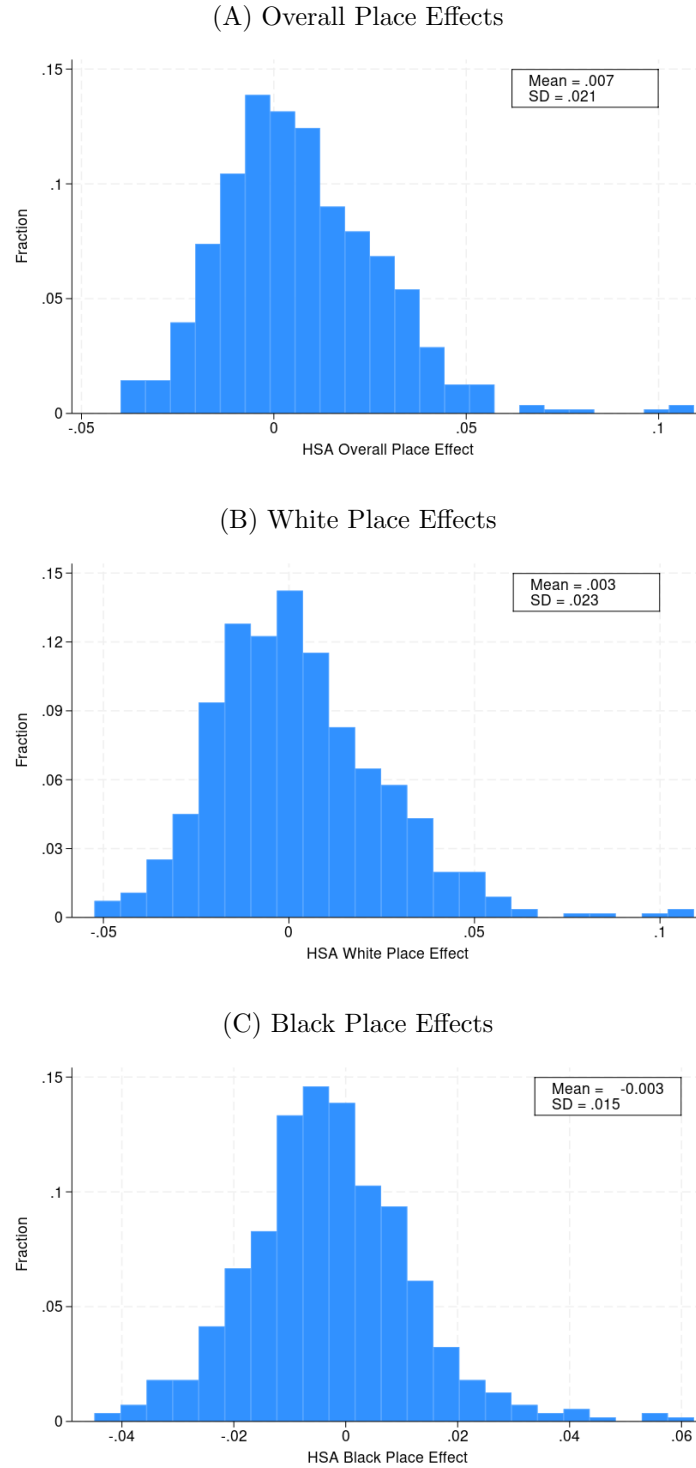 (A) Overall Place Effects
.15
Mean = .007
SD = .021
.1
Fraction
.05
0
-.05
0
.05
.1
HSA Overall Place Effect
(B) White Place Effects
.15
Mean = .003
SD = .023
.12
.09
Fraction
.06
.03
0
-.05
0
.05
.1
HSA White Place Effect
(C) Black Place Effects
.15
Mean = -0.003
SD = .015
.1
Fraction
.05
0
-.04
-.02
0
.02
.04
.06
HSA Black Place Effect